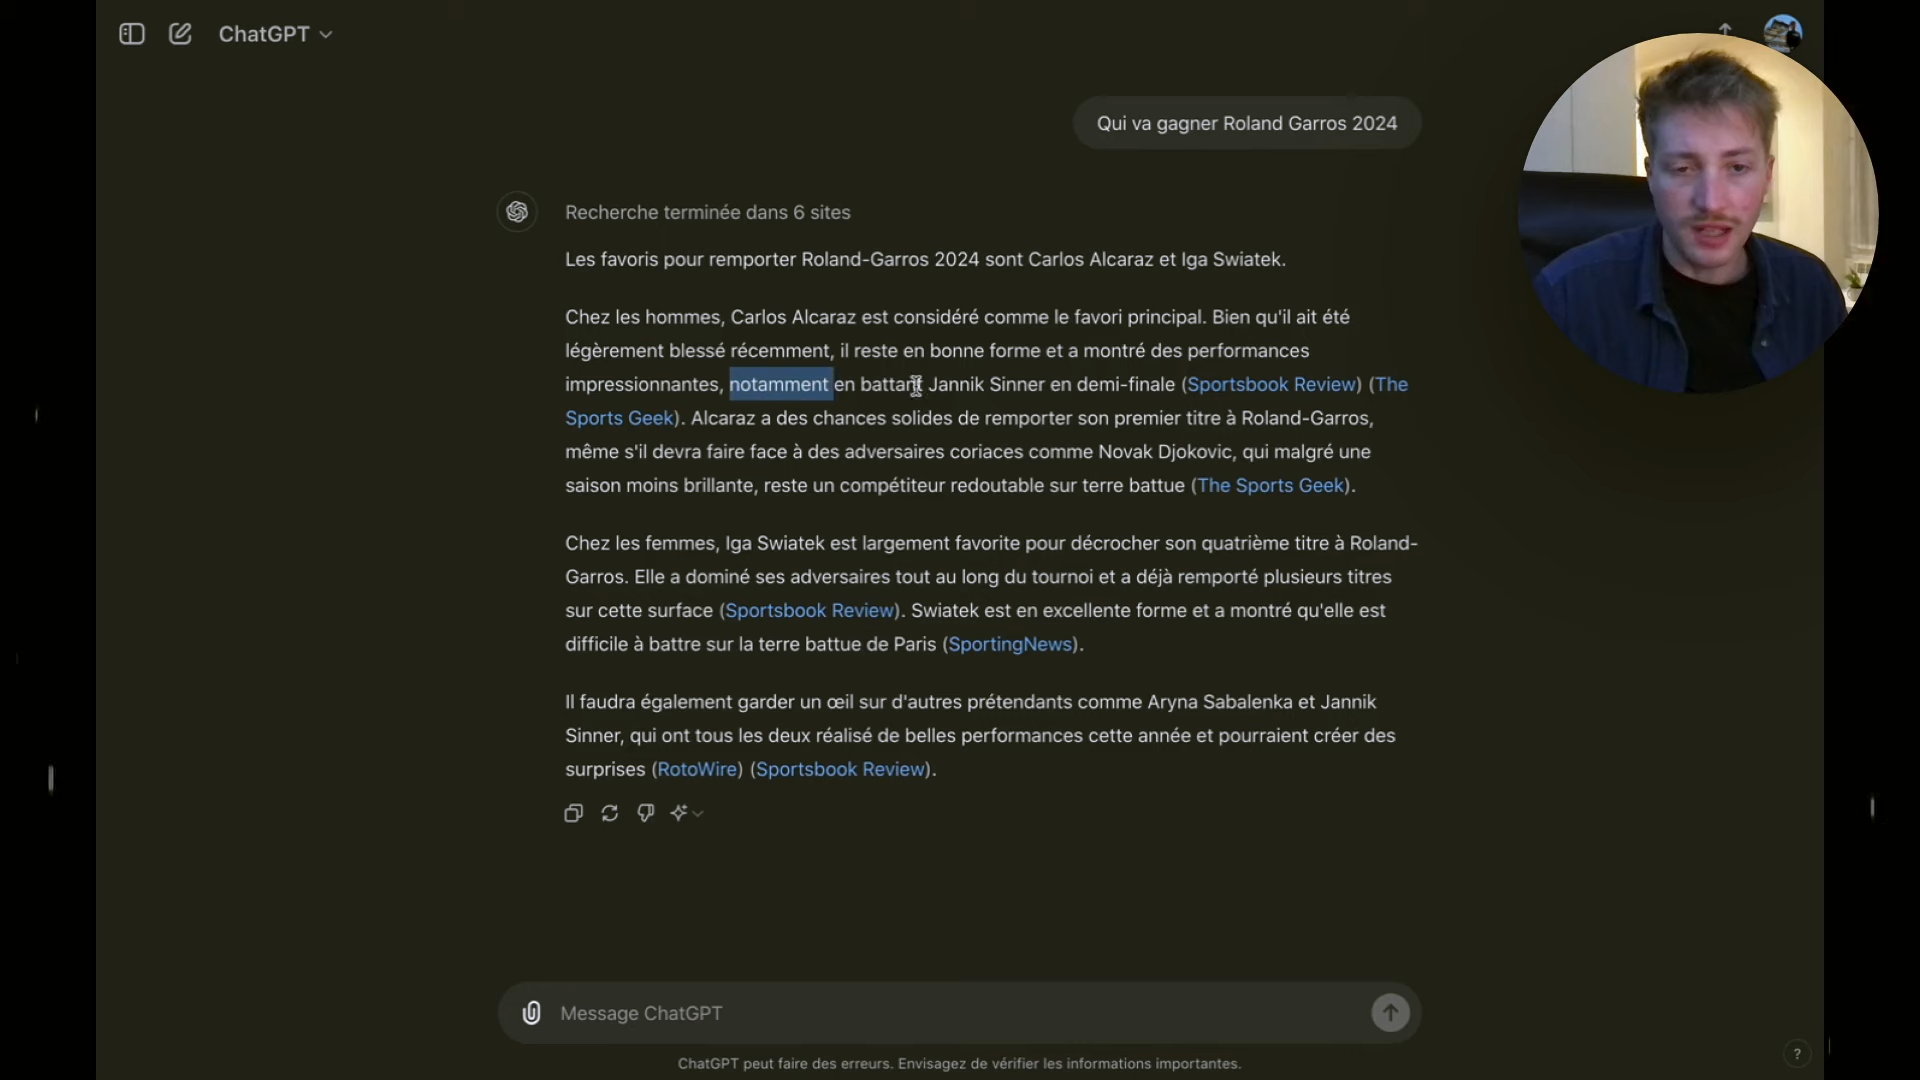 ChatGPT
Qui va gagner Roland Garros 2024
Recherche terminée dans 6 sites
Les favoris pour remporter Roland-Garros 2024 sont Carlos Alcaraz et Iga Swiatek.
Chez les hommes, Carlos Alcaraz est considéré comme le favori principal. Bien qu'il ait été
légèrement blessé récemment, il reste en bonne forme et a montré des performances
impressionnantes, notamment en battant Jannik Sinner en demi-finale (Sportsbook Review) (The
Sports Geek). Alcaraz a des chances solides de remporter son premier titre à Roland-Garros,
même s'il devra faire face à des adversaires coriaces comme Novak Djokovic, qui malgré une
saison moins brillante, reste un compétiteur redoutable sur terre battue (The Sports Geek).
Chez les femmes, Iga Swiatek est largement favorite pour décrocher son quatrième titre à Roland-
Garros. Elle a dominé ses adversaires tout au long du tournoi et a déjà remporté plusieurs titres
sur cette surface (Sportsbook Review). Swiatek est en excellente forme et a montré qu'elle est
difficile à battre sur la terre battue de Paris (SportingNews).
Il faudra également garder un œil sur d'autres prétendants comme Aryna Sabalenka et Jannik
Sinner, qui ont tous les deux réalisé de belles performances cette année et pourraient créer des
surprises (RotoWire) (Sportsbook Review).
Message ChatGPT
ChatGPT peut faire des erreurs. Envisagez de vérifier les informations importantes.
?